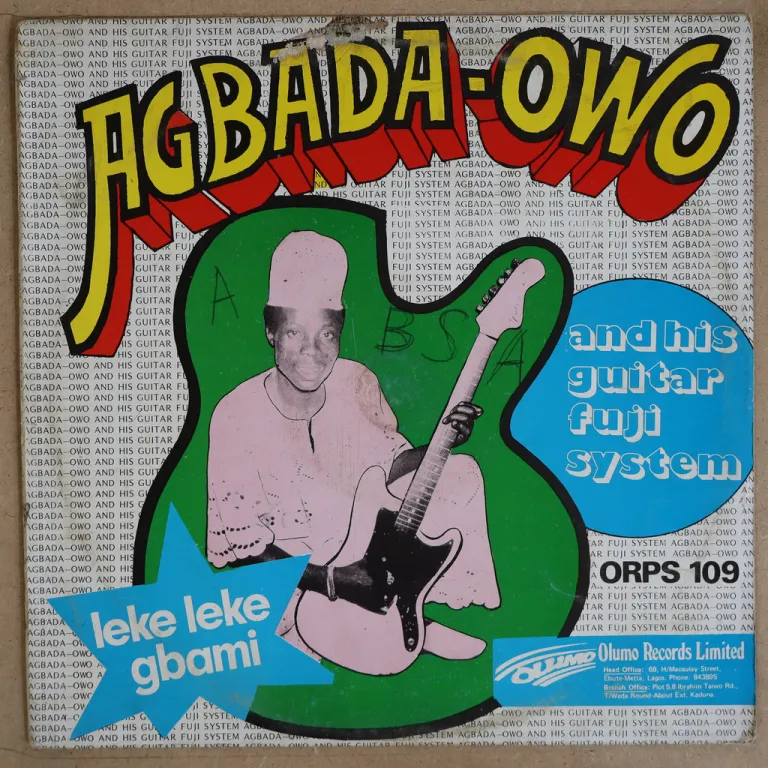 AGBADA-OWO AND HIS GUITAR FUJI SYSTEM
AGBADA-OWO
and his
guitar
fuji
system
A BSA
ORPS 109
leke leke
gbami
OLUMO
Olumo Records Limited
Head Office: 68, H/Macaulay Street,
Ebute-Metta, Lagos. Phone: 943895
British Office: Plot 5.8 Ibrahim Taiwo Rd.,
T/Wada Round-About Ext. Kaduna.